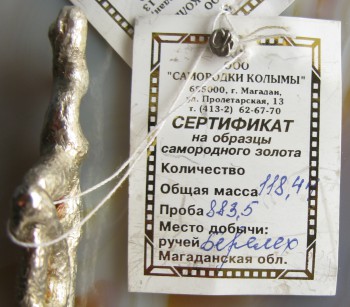 ООО
"САМОРОДКИ КОЛЫМЫ"
685000, г. Магадан,
ул. Пролетарская, 13
т. (413-2) 62-67-70
СЕРТИФИКАТ
на образцы
самородного золота
Количество
Общая масса 118,4 г
Проба 883,5
Место добычи:
ручей Берелех
Магаданская обл.